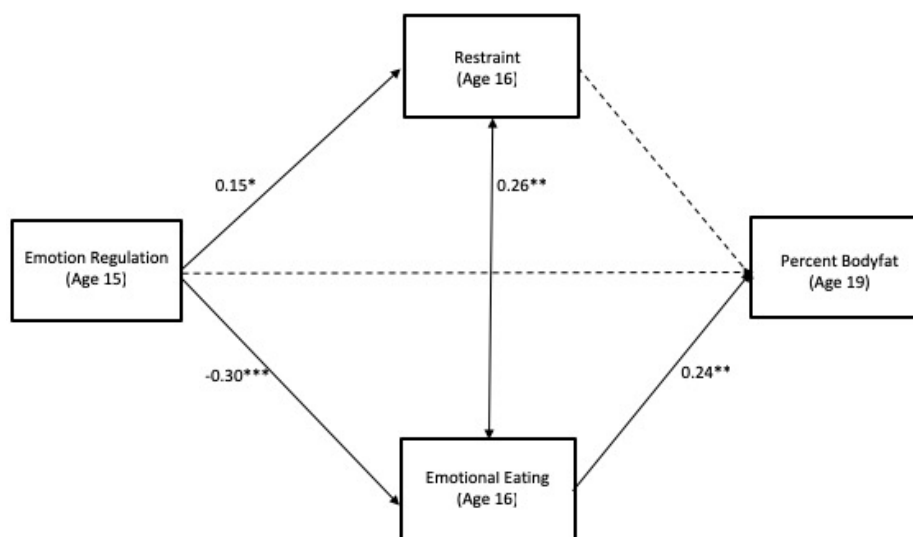 Restraint
(Age 16]
0.15*
0.26**
Emotion Regulation
(Age 15]
Percent Bodyfat
(Age 19)
-0.30***
0.24**
Emotional Eating
(Age 16]